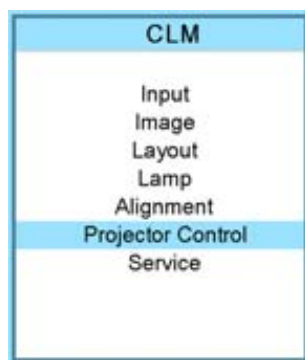 CLM
Input
Image
Layout
Lamp
Alignment
Projector Control
Service